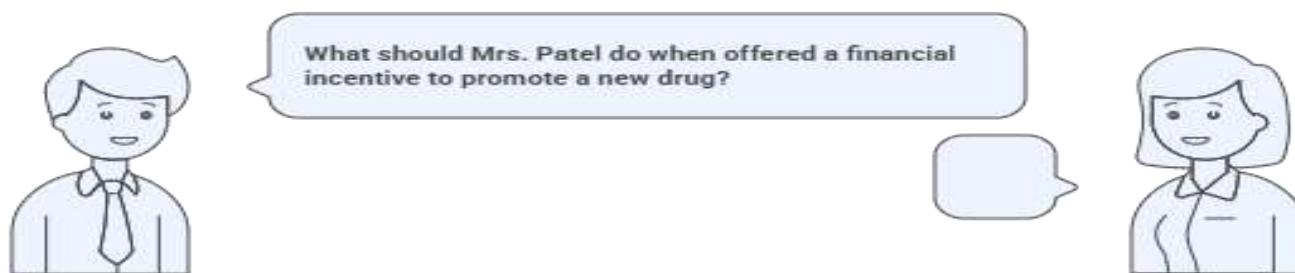 What should Mrs. Patel do when offered a financial
incentive to promote a new drug?